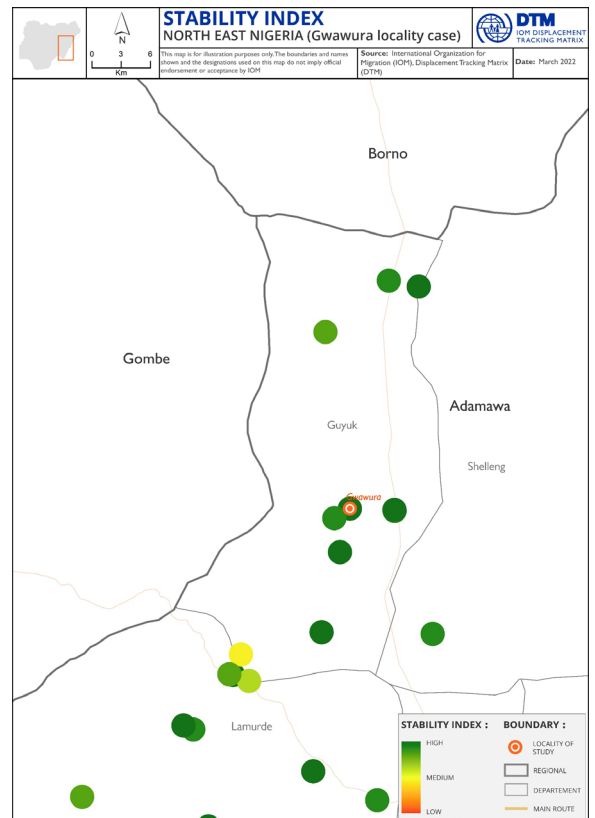 STABILITY INDEX
NORTH EAST NIGERIA (Gwawura locality case)
N
0 3 6
Km
This map is for illustration purposes only. The boundaries and names
shown and the designations used on this map do not imply official
endorsement or acceptance by IOM
Source: International Organization for
Migration (IOM), Displacement Tracking Matrix
(DTM)
Date: March 2022
DTM
IOM DISPLACEMENT
TRACKING MATRIX
Borno
Gombe
Adamawa
Guyuk
Shelleng
Gwawura
Lamurde
STABILITY INDEX :
HIGH
MEDIUM
LOW
BOUNDARY :
LOCALITY OF
STUDY
REGIONAL
DEPARTEMENT
MAIN ROUTE